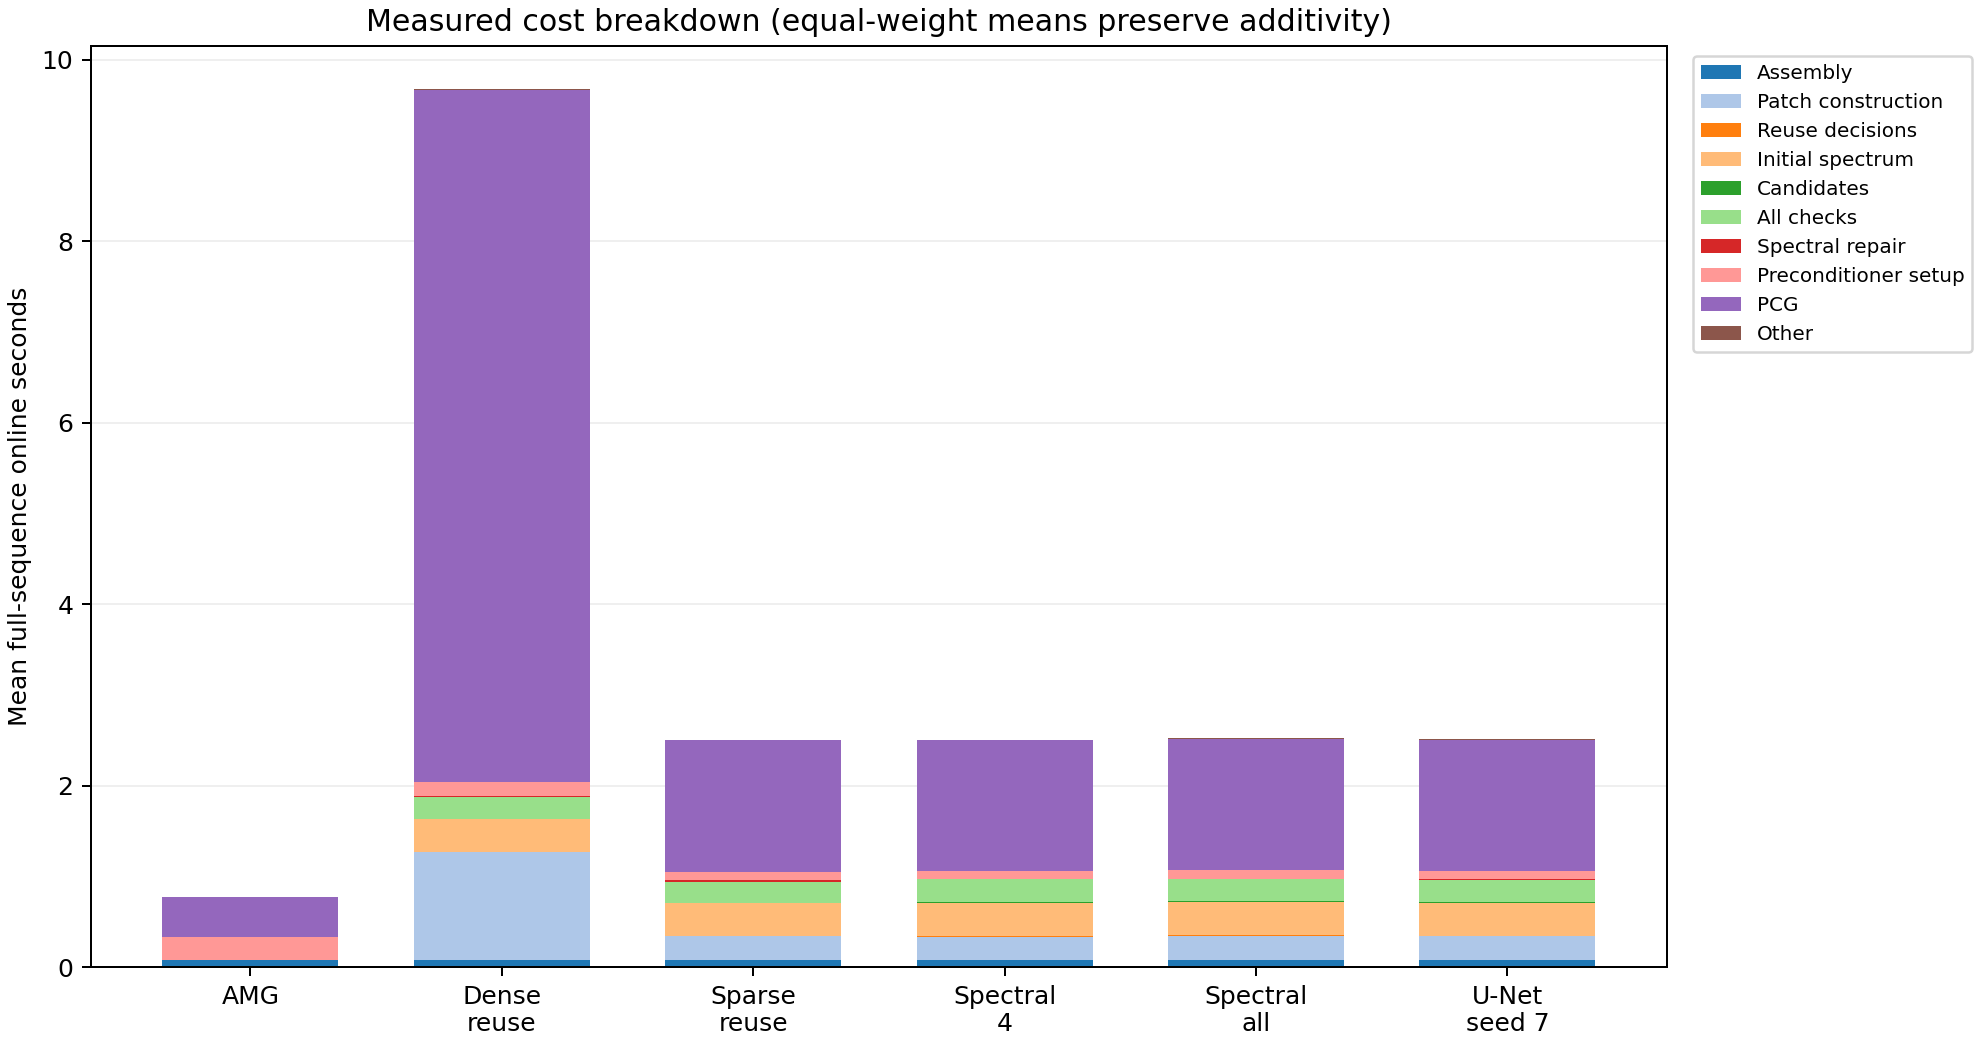 Measured cost breakdown (equal-weight means preserve additivity)
Mean full-sequence online seconds
10
8
6
4
2
0
AMG
Dense
reuse
Sparse
reuse
Spectral
4
Spectral
all
U-Net
seed 7
Assembly
Patch construction
Reuse decisions
Initial spectrum
Candidates
All checks
Spectral repair
Preconditioner setup
PCG
Other